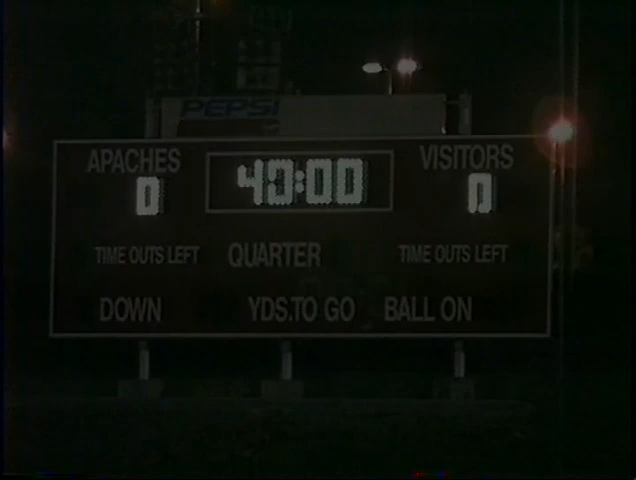 PEPSI
APACHES 40:00 VISITORS
0 0
TIME OUTS LEFT QUARTER TIME OUTS LEFT
DOWN YDS.TO GO BALL ON